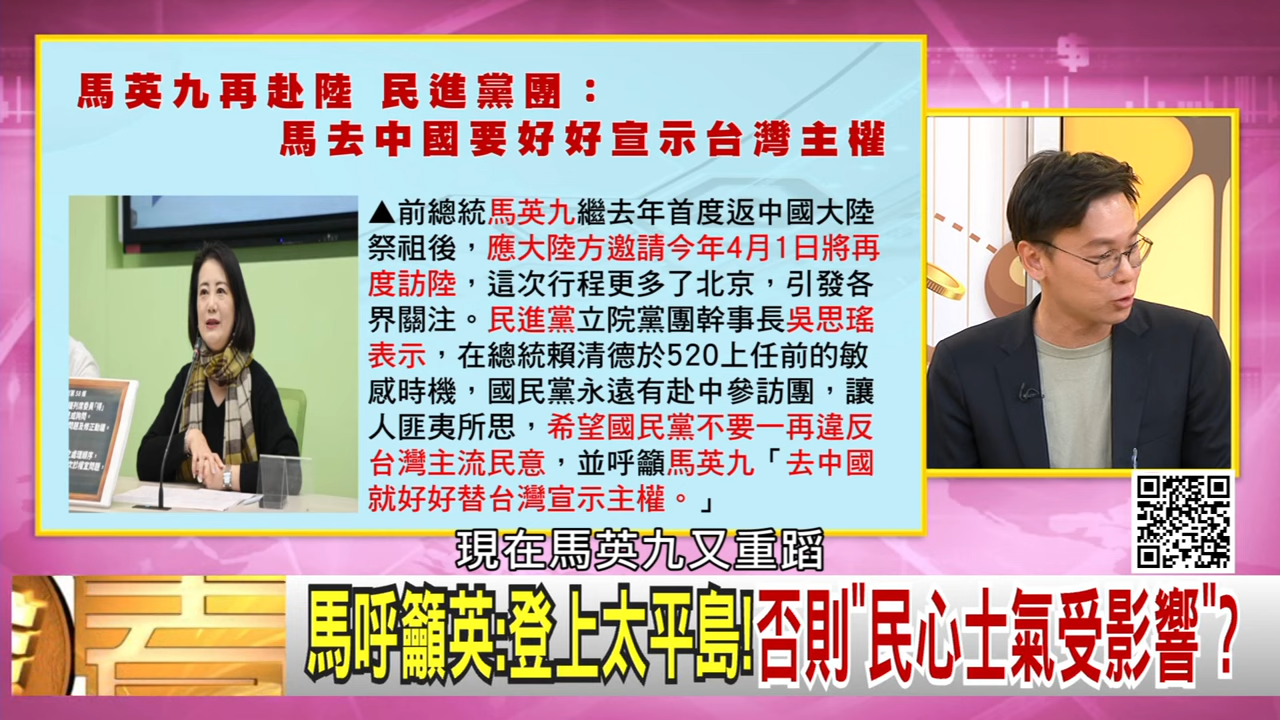 馬英九再赴陸 民進黨團：
馬去中國要好好宣示台灣主權
▲前總統馬英九繼去年首度返中國大陸
祭祖後，應大陸方邀請今年4月1日將再
度訪陸，這次行程更多了北京，引發各
界關注。民進黨立院黨團幹事長吳思瑤
表示，在總統賴清德於520上任前的敏
感時機，國民黨永遠有赴中參訪團，讓
人匪夷所思，希望國民黨不要一再違反
台灣主流民意，並呼籲馬英九「去中國
就好好替台灣宣示主權。」
現在馬英九又重蹈
馬呼籲英:登上太平島!否則"民心士氣受影響"?